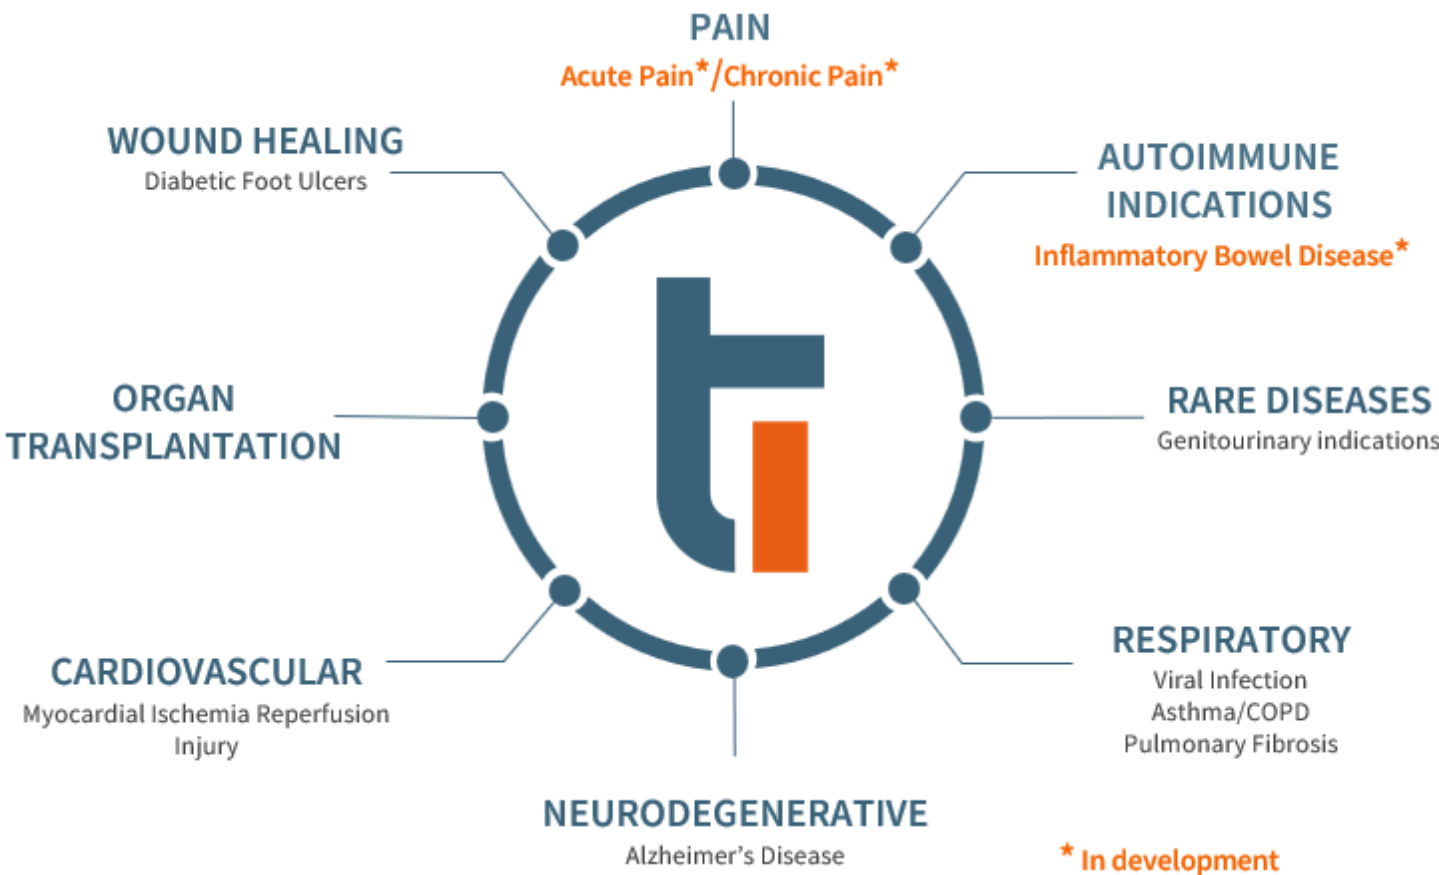 PAIN
Acute Pain*/Chronic Pain*
WOUND HEALING
Diabetic Foot Ulcers
AUTOIMMUNE
INDICATIONS
Inflammatory Bowel Disease*
ORGAN
TRANSPLANTATION
RARE DISEASES
Genitourinary indications
CARDIOVASCULAR
Myocardial Ischemia Reperfusion
Injury
RESPIRATORY
Viral Infection
Asthma/COPD
Pulmonary Fibrosis
NEURODEGENERATIVE
Alzheimer’s Disease
* In development
ti